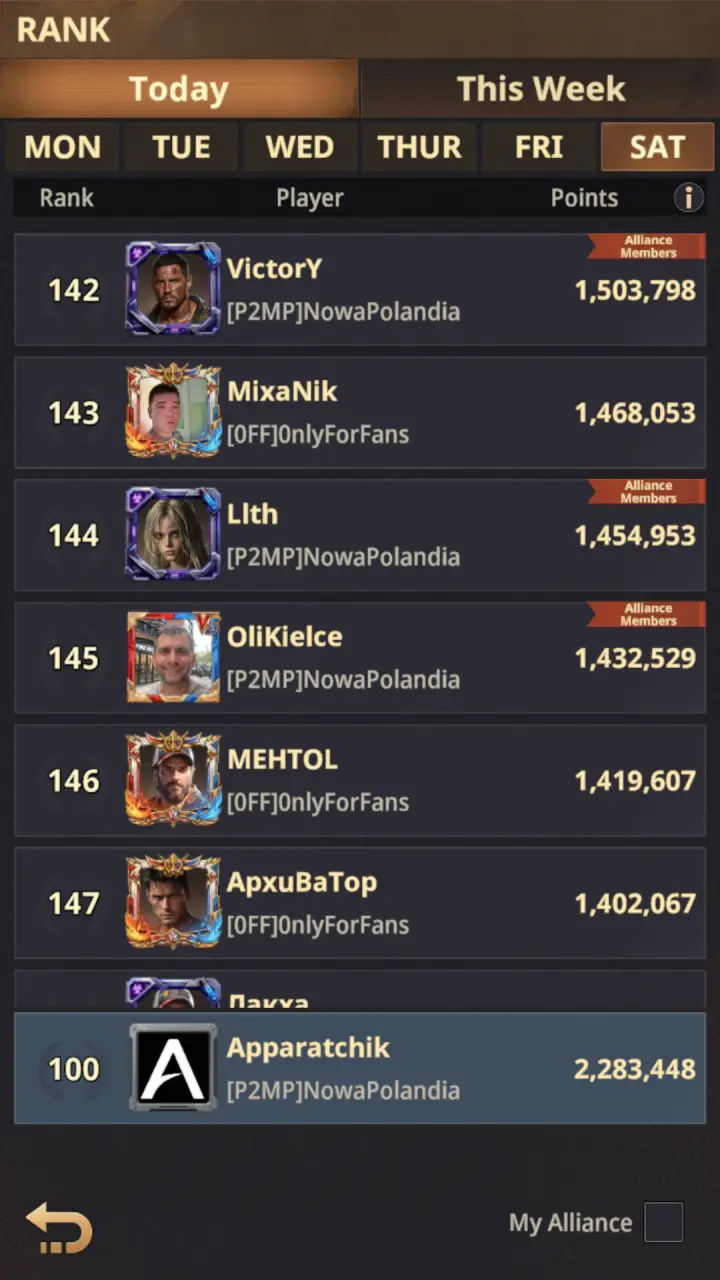 RANK
Today
This Week
MON
TUE
WED
THUR
FRI
SAT
Rank
Player
Points
Alliance
Members
142
VictorY
1,503,798
[P2MP]NowaPolandia
143
MixaNik
1,468,053
[0FF]0nlyForFans
Alliance
Members
144
Llth
1,454,953
[P2MP]NowaPolandia
Alliance
Members
145
OliKielce
1,432,529
[P2MP]NowaPolandia
146
MEHTOL
1,419,607
[0FF]0nlyForFans
147
ApxuBaTop
1,402,067
[0FF]0nlyForFans
Лакха
100
Apparatchik
2,283,448
[P2MP]NowaPolandia
My Alliance